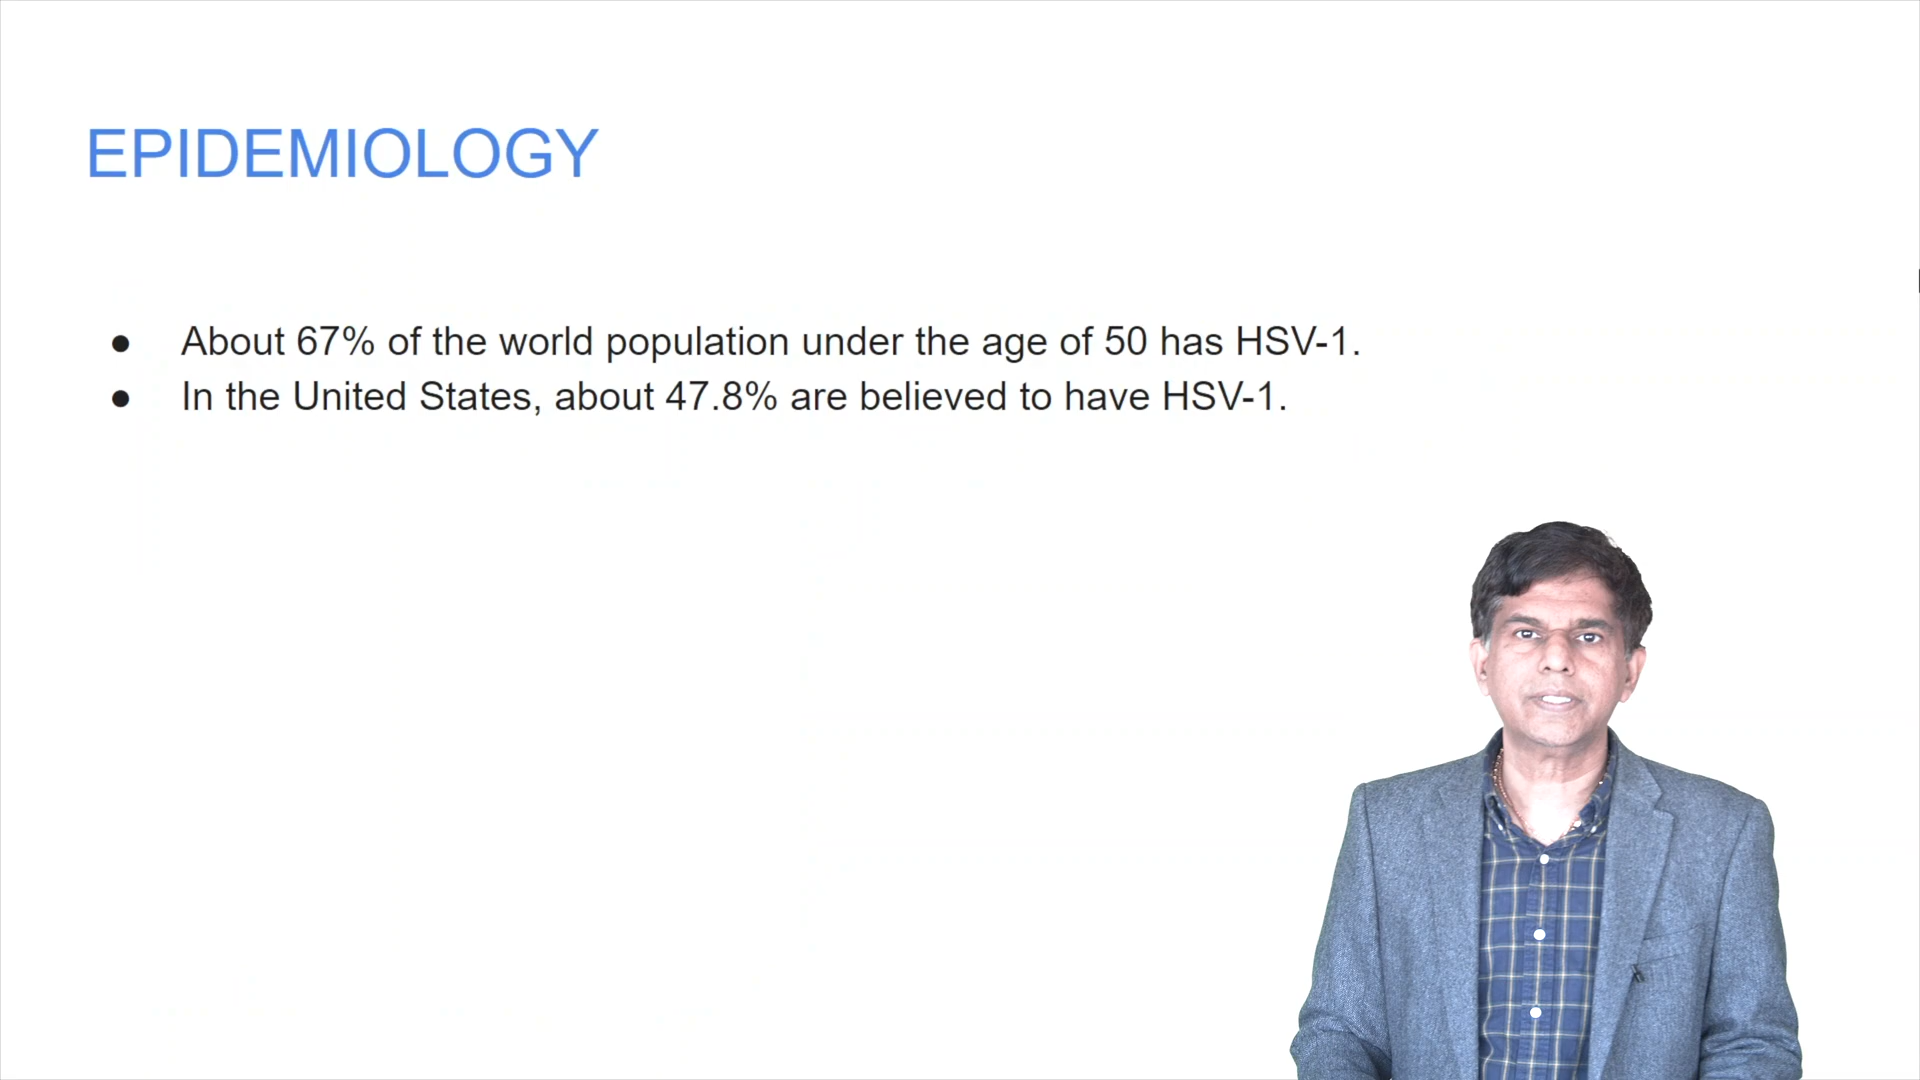 EPIDEMIOLOGY
● About 67% of the world population under the age of 50 has HSV-1.
● In the United States, about 47.8% are believed to have HSV-1.